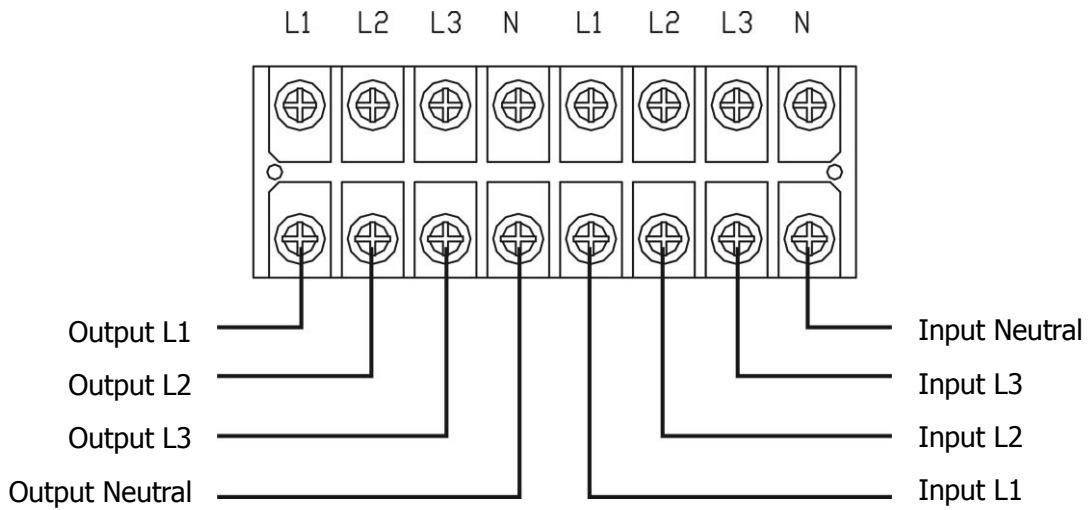 L1 L2 L3 N L1 L2 L3 N
Output L1
Output L2
Output L3
Output Neutral
Input Neutral
Input L3
Input L2
Input L1